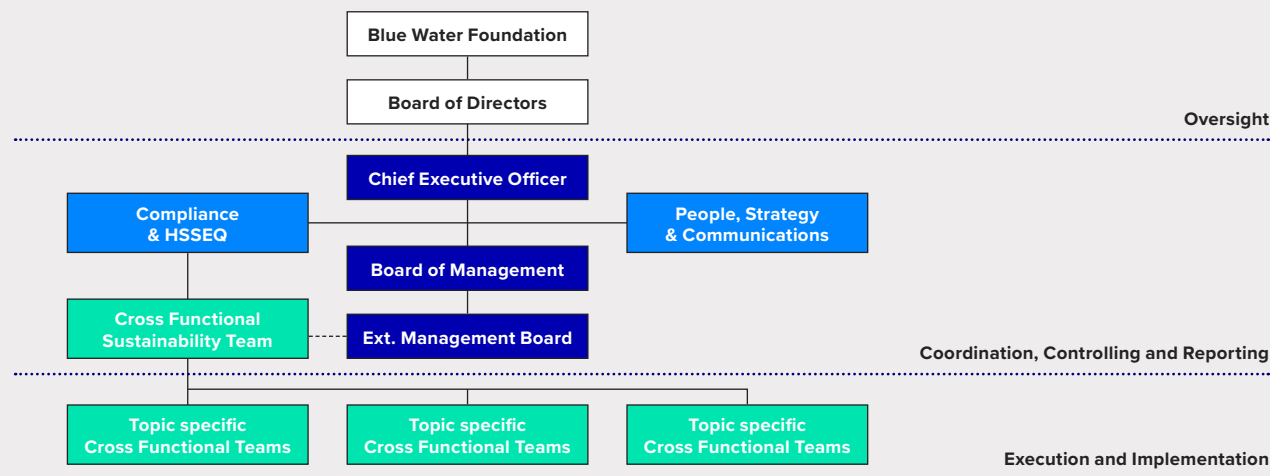 Blue Water Foundation
Board of Directors
Oversight
Chief Executive Officer
Compliance
& HSSEQ
People, Strategy
& Communications
Board of Management
Cross Functional
Sustainability Team
Ext. Management Board
Coordination, Controlling and Reporting
Topic specific
Cross Functional Teams
Topic specific
Cross Functional Teams
Topic specific
Cross Functional Teams
Execution and Implementation